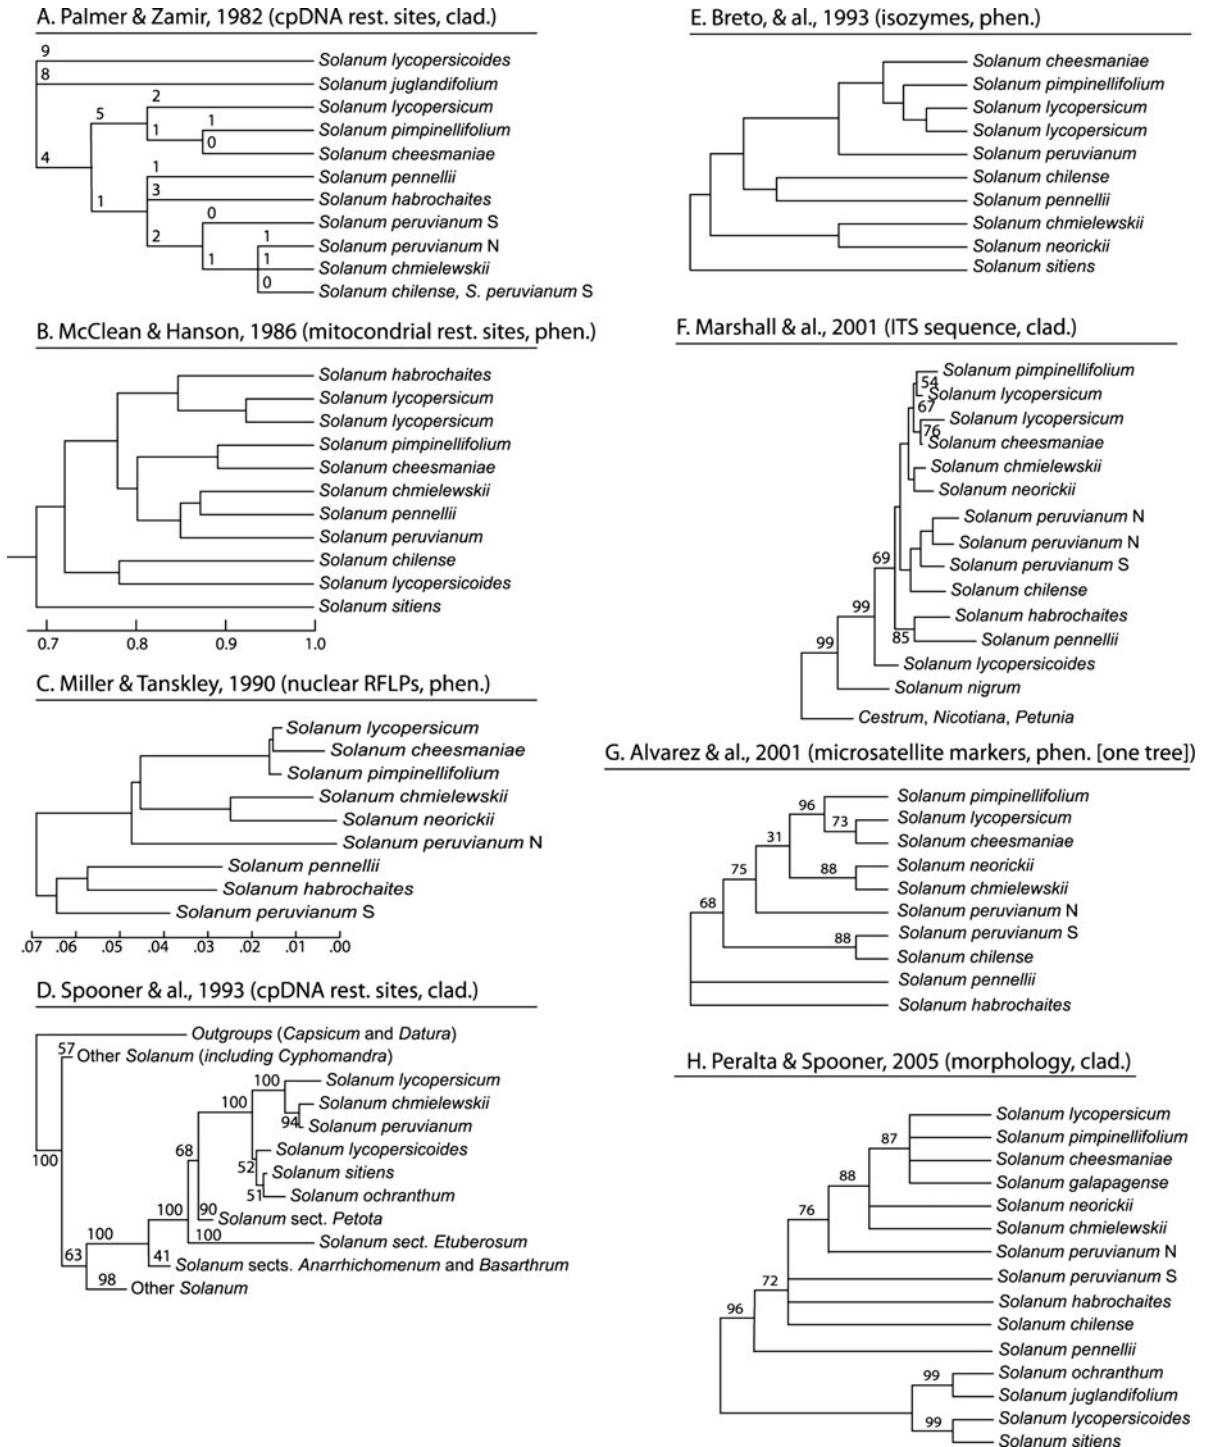 A. Palmer & Zamir, 1982 (cpDNA rest. sites, clad.)
9
Solanum lycopersicoides
8
Solanum juglandifolium
2
Solanum lycopersicum
5
1
1
Solanum pimpinellifolium
0
Solanum cheesmaniae
4
1
Solanum pennellii
3
Solanum habrochaites
1
0
Solanum peruvianum S
2
1
Solanum peruvianum N
1
1
Solanum chmielewskii
0
Solanum chilense, S. peruvianum S
B. McClean & Hanson, 1986 (mitocondrial rest. sites, phen.)
Solanum habrochaites
Solanum lycopersicum
Solanum lycopersicum
Solanum pimpinellifolium
Solanum cheesmaniae
Solanum chmielewskii
Solanum pennellii
Solanum peruvianum
Solanum chilense
Solanum lycopersicoides
Solanum sitiens
0.7 0.8 0.9 1.0
C. Miller & Tanskley, 1990 (nuclear RFLPs, phen.)
Solanum lycopersicum
Solanum cheesmaniae
Solanum pimpinellifolium
Solanum chmielewskii
Solanum neorickii
Solanum peruvianum N
Solanum pennellii
Solanum habrochaites
Solanum peruvianum S
.07 .06 .05 .04 .03 .02 .01 .00
D. Spooner & al., 1993 (cpDNA rest. sites, clad.)
Outgroups (Capsicum and Datura)
57
Other Solanum (including Cyphomandra)
100
Solanum lycopersicum
100
Solanum chmielewskii
94
Solanum peruvianum
68
Solanum lycopersicoides
100
52
Solanum sitiens
51
Solanum ochranthum
100
90
Solanum sect. Petota
100
100
Solanum sect. Etuberosum
63
41
Solanum sects. Anarrhichomenum and Basarthrum
98
Other Solanum
E. Breto, & al., 1993 (isozymes, phen.)
Solanum cheesmaniae
Solanum pimpinellifolium
Solanum lycopersicum
Solanum lycopersicum
Solanum peruvianum
Solanum chilense
Solanum pennellii
Solanum chmielewskii
Solanum neorickii
Solanum sitiens
F. Marshall & al., 2001 (ITS sequence, clad.)
Solanum pimpinellifolium
54
Solanum lycopersicum
67
Solanum lycopersicum
76
Solanum cheesmaniae
Solanum chmielewskii
Solanum neorickii
Solanum peruvianum N
Solanum peruvianum N
69
Solanum peruvianum S
Solanum chilense
99
Solanum habrochaites
85
Solanum pennellii
99
Solanum lycopersicoides
Solanum nigrum
Cestrum, Nicotiana, Petunia
G. Alvarez & al., 2001 (microsatellite markers, phen. [one tree])
96
Solanum pimpinellifolium
73
Solanum lycopersicum
31
Solanum cheesmaniae
75
88
Solanum neorickii
Solanum chmielewskii
68
Solanum peruvianum N
88
Solanum peruvianum S
Solanum chilense
Solanum pennellii
Solanum habrochaites
H. Peralta & Spooner, 2005 (morphology, clad.)
Solanum lycopersicum
87
Solanum pimpinellifolium
Solanum cheesmaniae
88
Solanum galapagense
Solanum neorickii
76
Solanum chmielewskii
Solanum peruvianum N
72
Solanum peruvianum S
Solanum habrochaites
96
Solanum chilense
Solanum pennellii
99
Solanum ochranthum
Solanum juglandifolium
99
Solanum lycopersicoides
Solanum sitiens